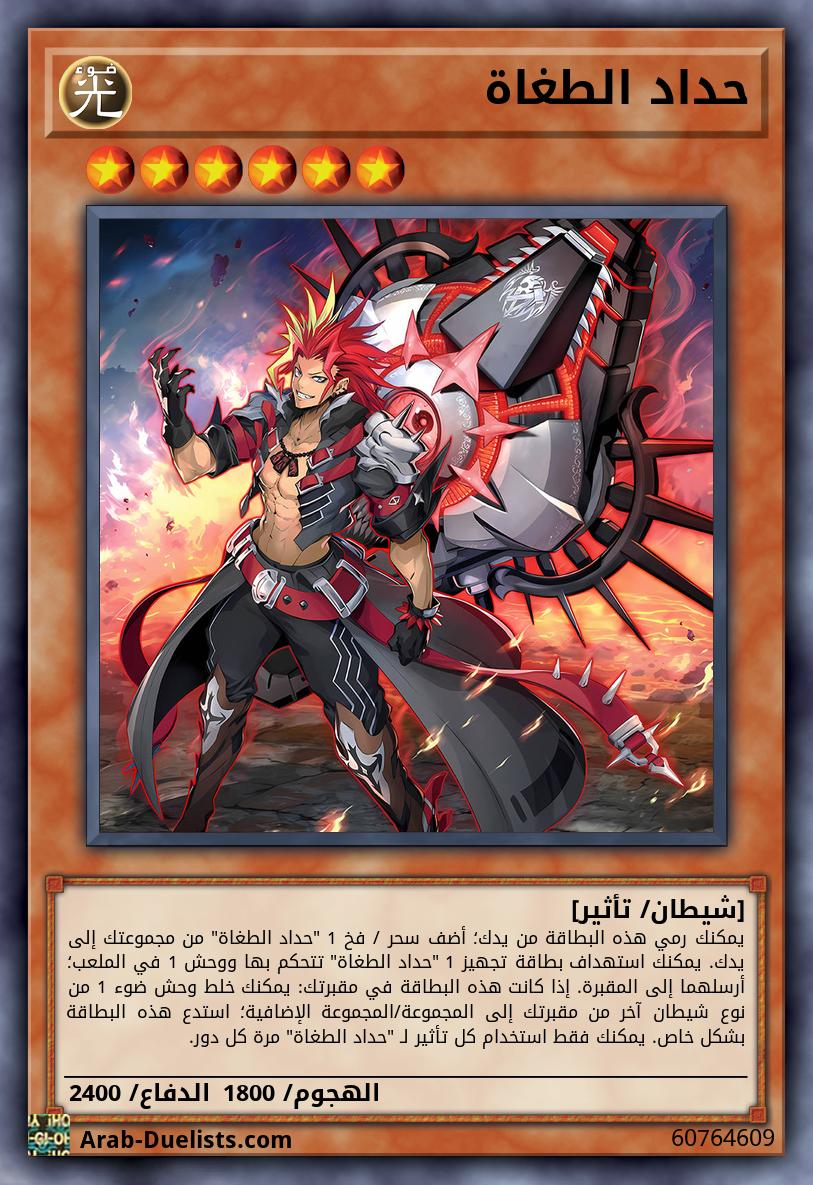 حداد الطغاة
ضوء
光
[شيطان/ تأثير]
يمكنك رمي هذه البطاقة من يدك؛ أضف سحر / فخ 1 "حداد الطغاة" من مجموعتك إلى
يدك. يمكنك استهداف بطاقة تجهيز 1 "حداد الطغاة" تتحكم بها ووحش 1 في الملعب؛
أرسلهما إلى المقبرة. إذا كانت هذه البطاقة في مقبرتك: يمكنك خلط وحش ضوء 1 من
نوع شيطان آخر من مقبرتك إلى المجموعة/المجموعة الإضافية؛ استدع هذه البطاقة
بشكل خاص. يمكنك فقط استخدام كل تأثير لـ "حداد الطغاة" مرة كل دور.
الهجوم/ 1800 الدفاع/ 2400
Arab-Duelists.com
60764609